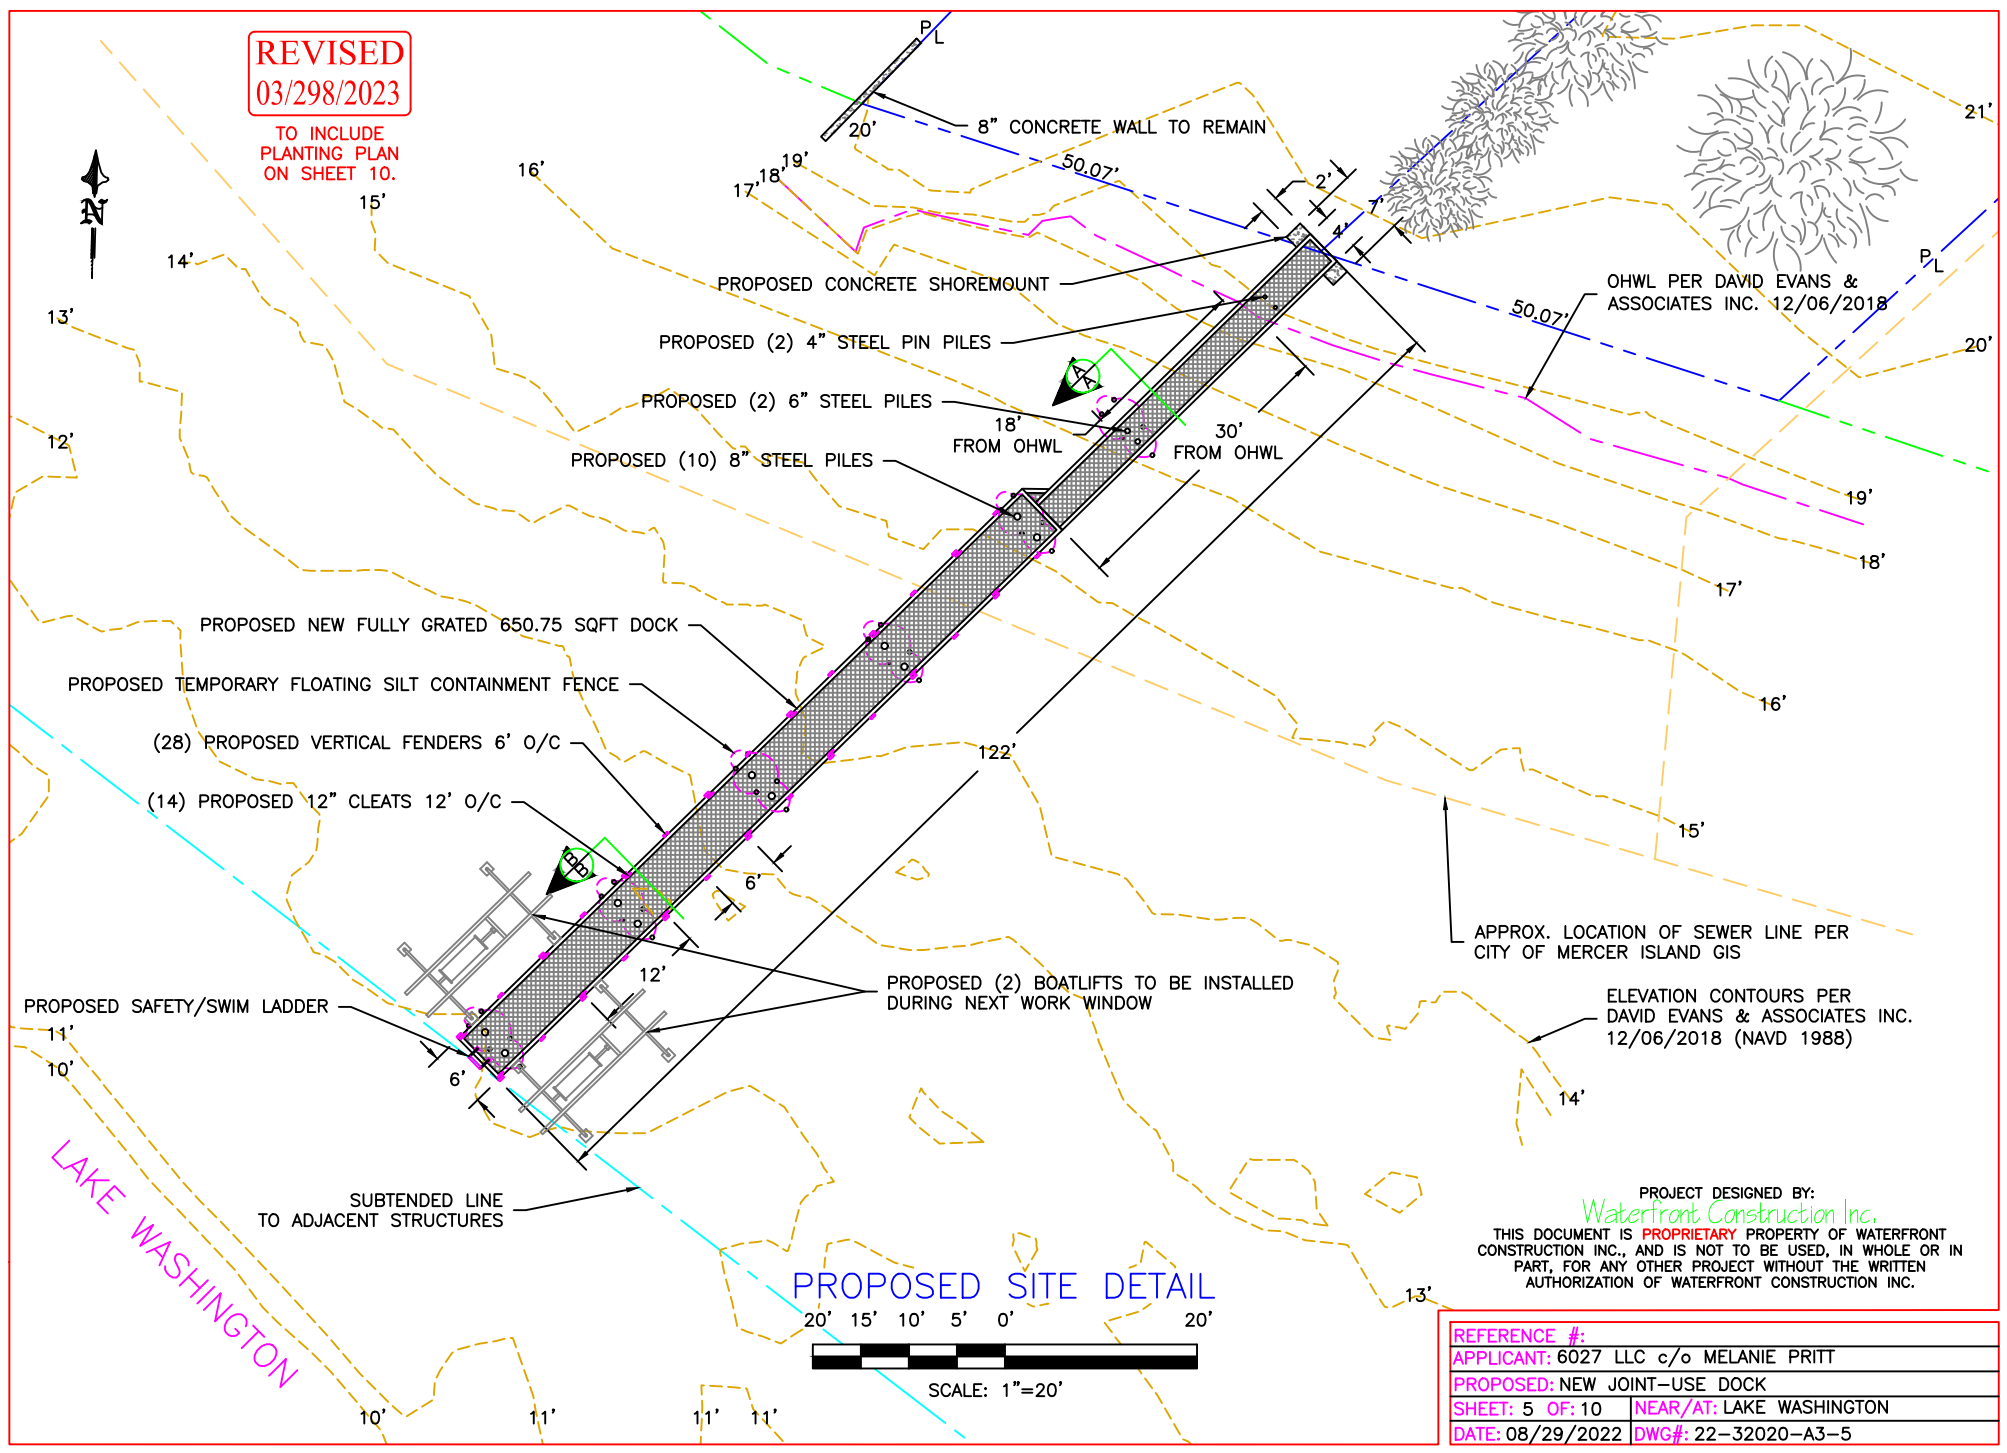 REVISED
03/298/2023
TO INCLUDE
PLANTING PLAN
ON SHEET 10.
N
PL
8" CONCRETE WALL TO REMAIN
20'
50.07'
16'
15'
14'
13'
12'
17'
18'
19'
2'
7'
4'
21'
PL
20'
PROPOSED CONCRETE SHOREMOUNT
OHWL PER DAVID EVANS &
ASSOCIATES INC. 12/06/2018
50.07'
PROPOSED (2) 4" STEEL PIN PILES
A
A
PROPOSED (2) 6" STEEL PILES
18'
FROM OHWL
30'
FROM OHWL
PROPOSED (10) 8" STEEL PILES
19'
18'
17'
16'
15'
PROPOSED NEW FULLY GRATED 650.75 SQFT DOCK
PROPOSED TEMPORARY FLOATING SILT CONTAINMENT FENCE
(28) PROPOSED VERTICAL FENDERS 6' O/C
122'
(14) PROPOSED 12" CLEATS 12' O/C
B
B
6'
12'
APPROX. LOCATION OF SEWER LINE PER
CITY OF MERCER ISLAND GIS
PROPOSED (2) BOATLIFTS TO BE INSTALLED
DURING NEXT WORK WINDOW
PROPOSED SAFETY/SWIM LADDER
ELEVATION CONTOURS PER
DAVID EVANS & ASSOCIATES INC.
12/06/2018 (NAVD 1988)
11'
10'
6'
14'
LAKE WASHINGTON
SUBTENDED LINE
TO ADJACENT STRUCTURES
PROJECT DESIGNED BY:
Waterfront Construction Inc.
THIS DOCUMENT IS PROPRIETARY PROPERTY OF WATERFRONT
CONSTRUCTION INC., AND IS NOT TO BE USED, IN WHOLE OR IN
PART, FOR ANY OTHER PROJECT WITHOUT THE WRITTEN
AUTHORIZATION OF WATERFRONT CONSTRUCTION INC.
13'
PROPOSED SITE DETAIL
20' 15' 10' 5' 0' 20'
SCALE: 1"=20'
10'
11'
11'
11'
REFERENCE #:
APPLICANT: 6027 LLC c/o MELANIE PRITT
PROPOSED: NEW JOINT-USE DOCK
SHEET: 5 OF: 10 NEAR/AT: LAKE WASHINGTON
DATE: 08/29/2022 DWG#: 22-32020-A3-5